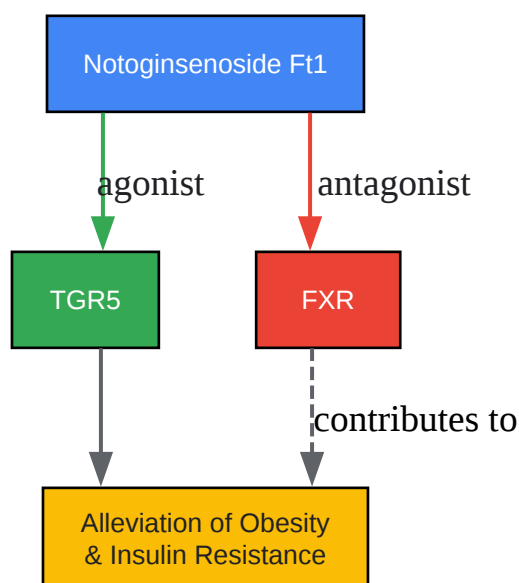 Notoginsenoside Ft1
agonist
antagonist
TGR5
FXR
contributes to
Alleviation of Obesity
& Insulin Resistance